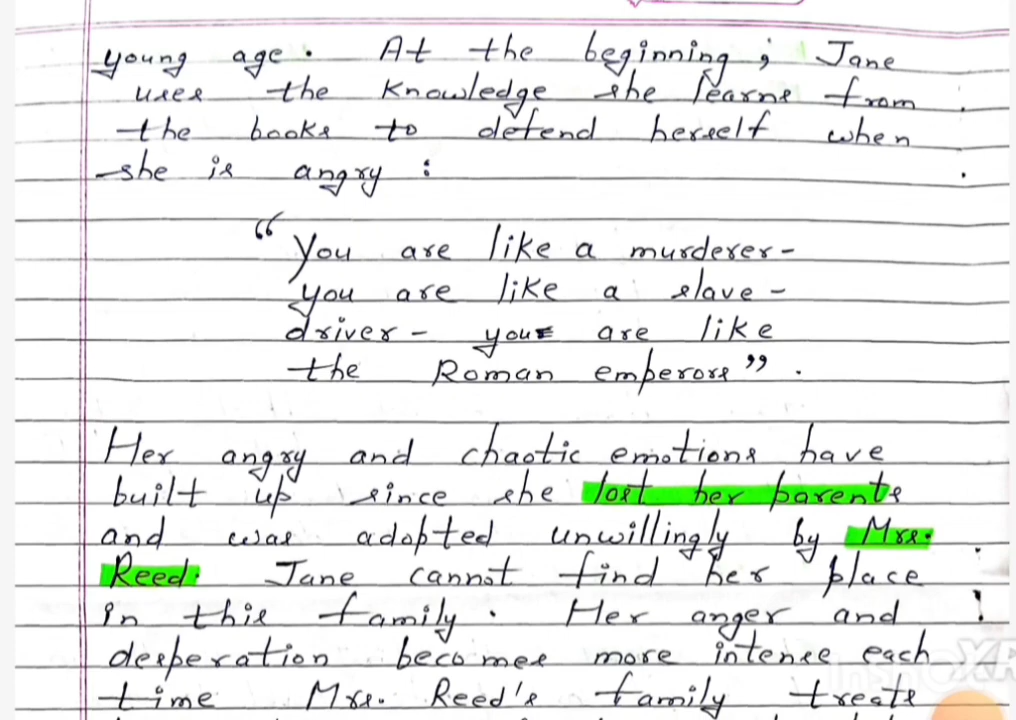 young age. At the beginning, Jane
uses the knowledge she learns from
the books to defend herself when
she is angry :
“You are like a murderer-
you are like a slave-
driver- you are like
the Roman emperors”.
Her angry and chaotic emotions have
built up since she lost her parents
and was adopted unwillingly by Mrs.
Reed. Jane cannot find her place
in this family. Her anger and
desperation becomes more intense each
time Mrs. Reed's family treats